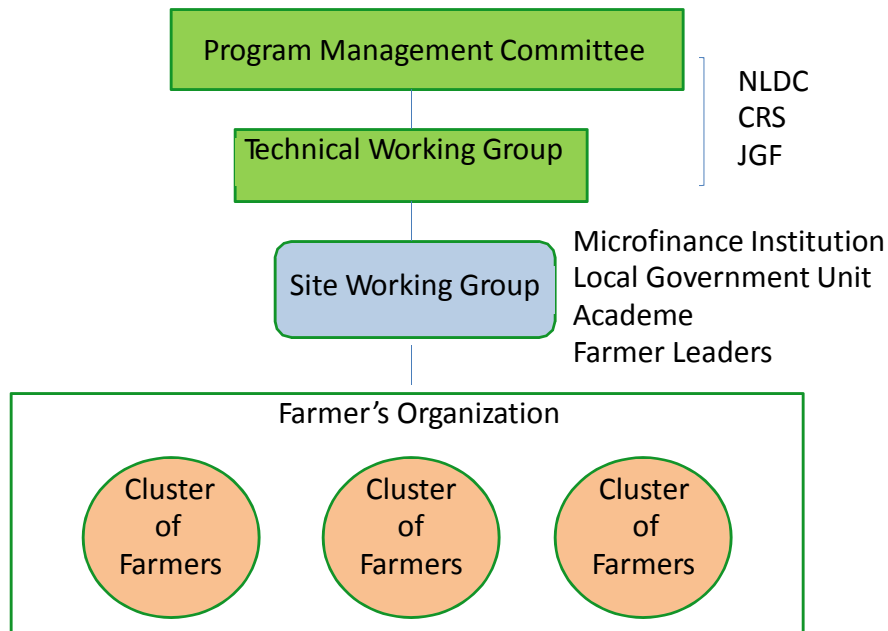 Program Management Committee
NLDC
CRS
JGF
Technical Working Group
Microfinance Institution
Local Government Unit
Academe
Farmer Leaders
Site Working Group
Farmer’s Organization
Cluster
of
Farmers
Cluster
of
Farmers
Cluster
of
Farmers